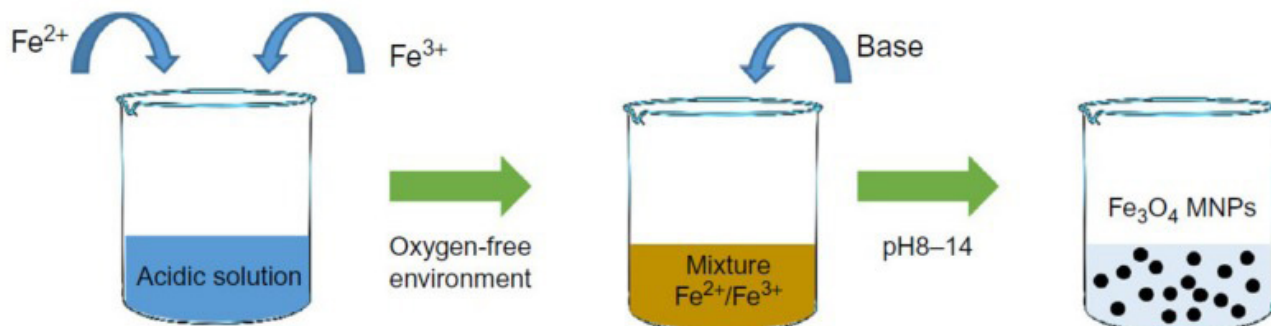 Fe²⁺
Fe³⁺
Acidic solution
Oxygen-free
environment
Base
Mixture
Fe²⁺/Fe³⁺
pH8–14
Fe₃O₄ MNPs